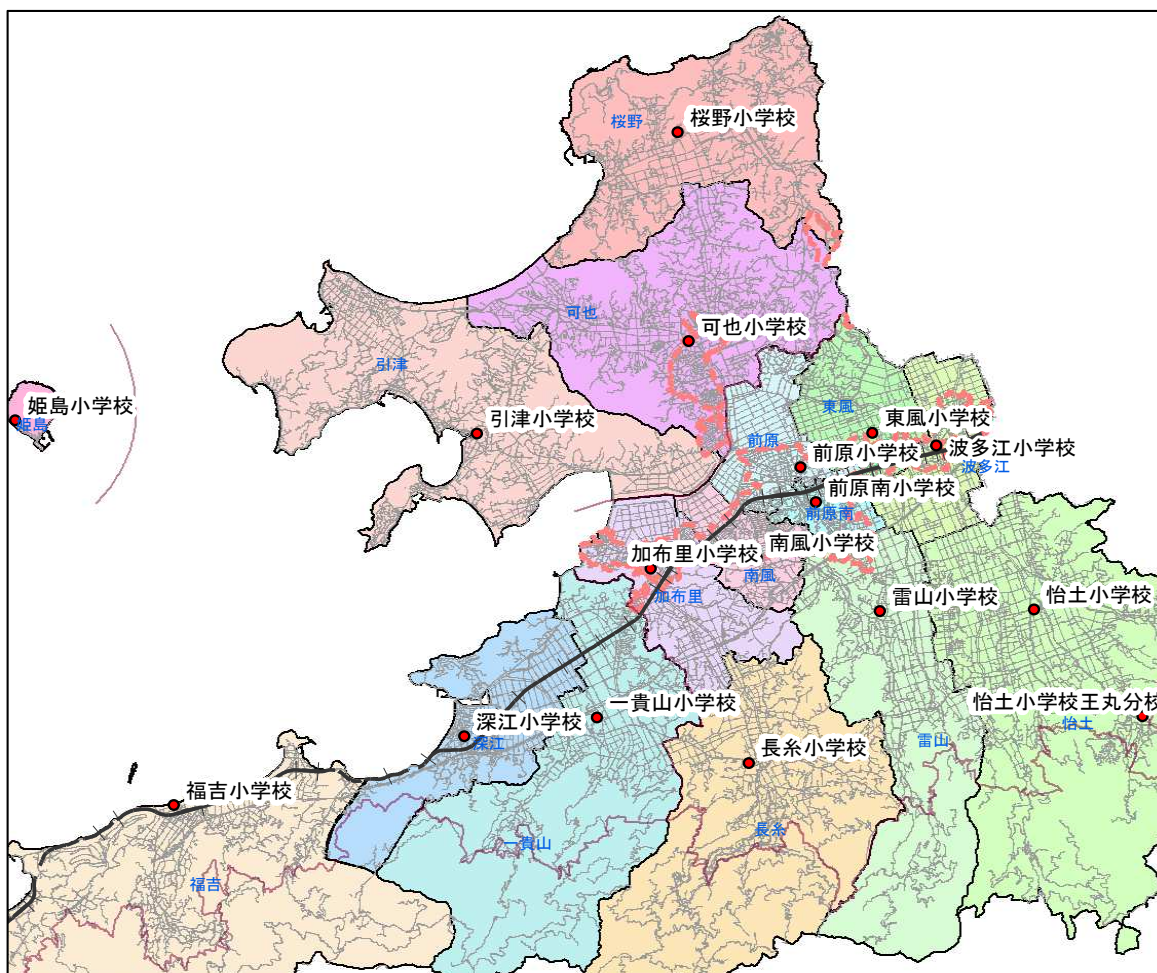 桜野小学校
桜野
可也
可也小学校
引津
姫島小学校
姫島
引津小学校
東風
東風小学校
前原
前原小学校
波多江小学校
波多江
前原南小学校
前原南
南風小学校
加布里小学校
南風
加布里
雷山小学校
怡土小学校
一貴山小学校
怡土小学校王丸分校
怡土
深江小学校
深江
雷山
長糸小学校
福吉小学校
長糸
一貴山
福吉